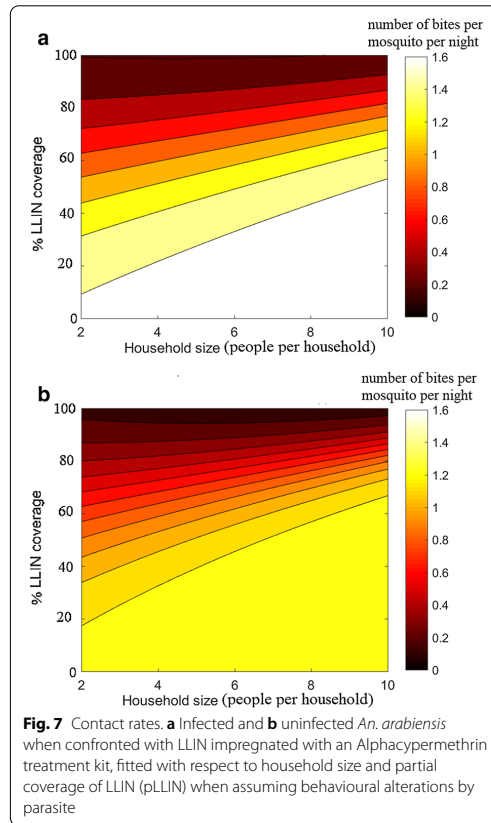 a
number of bites per
mosquito per night
100
80
60
40
20
0
% LLIN coverage
2
4
6
8
10
Household size (people per household)
1.6
1.4
1.2
1
0.8
0.6
0.4
0.2
0
b
number of bites per
mosquito per night
100
80
60
40
20
0
% LLIN coverage
2
4
6
8
10
Household size (people per household)
1.6
1.4
1.2
1
0.8
0.6
0.4
0.2
0
Fig. 7 Contact rates. a Infected and b uninfected An. arabiensis
when confronted with LLIN impregnated with an Alphacypermethrin
treatment kit, fitted with respect to household size and partial
coverage of LLIN (pLLIN) when assuming behavioural alterations by
parasite